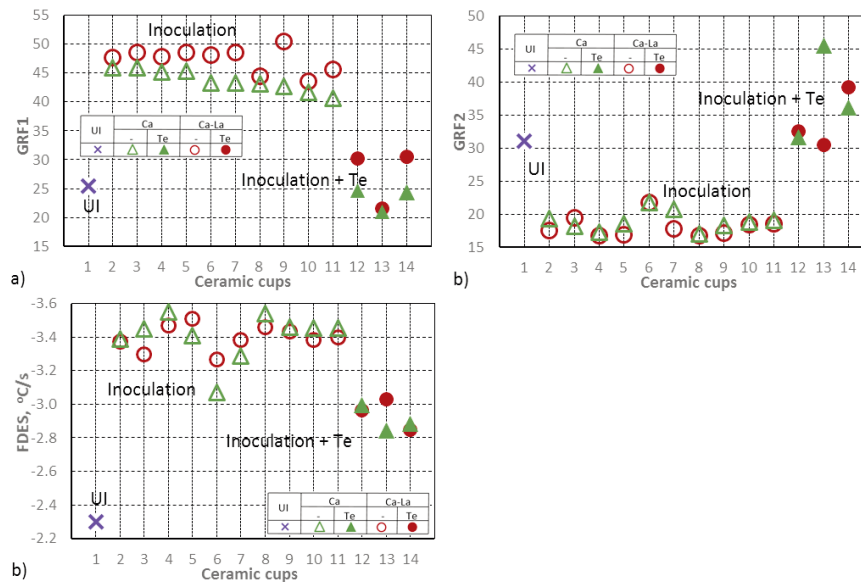 55
50
45
40
35
30
25
20
15
GRF1
Inoculation
UI Ca Ca-La
- Te - Te
Inoculation + Te
UI
1 2 3 4 5 6 7 8 9 10 11 12 13 14
a) Ceramic cups
50
45
40
35
30
25
20
15
GRF2
UI Ca Ca-La
- Te - Te
Inoculation + Te
UI
Inoculation
1 2 3 4 5 6 7 8 9 10 11 12 13 14
b) Ceramic cups
-3.6
-3.4
-3.2
-3.0
-2.8
-2.6
-2.4
-2.2
FDES, °C/s
Inoculation
Inoculation + Te
UI
UI Ca Ca-La
- Te - Te
1 2 3 4 5 6 7 8 9 10 11 12 13 14
b) Ceramic cups